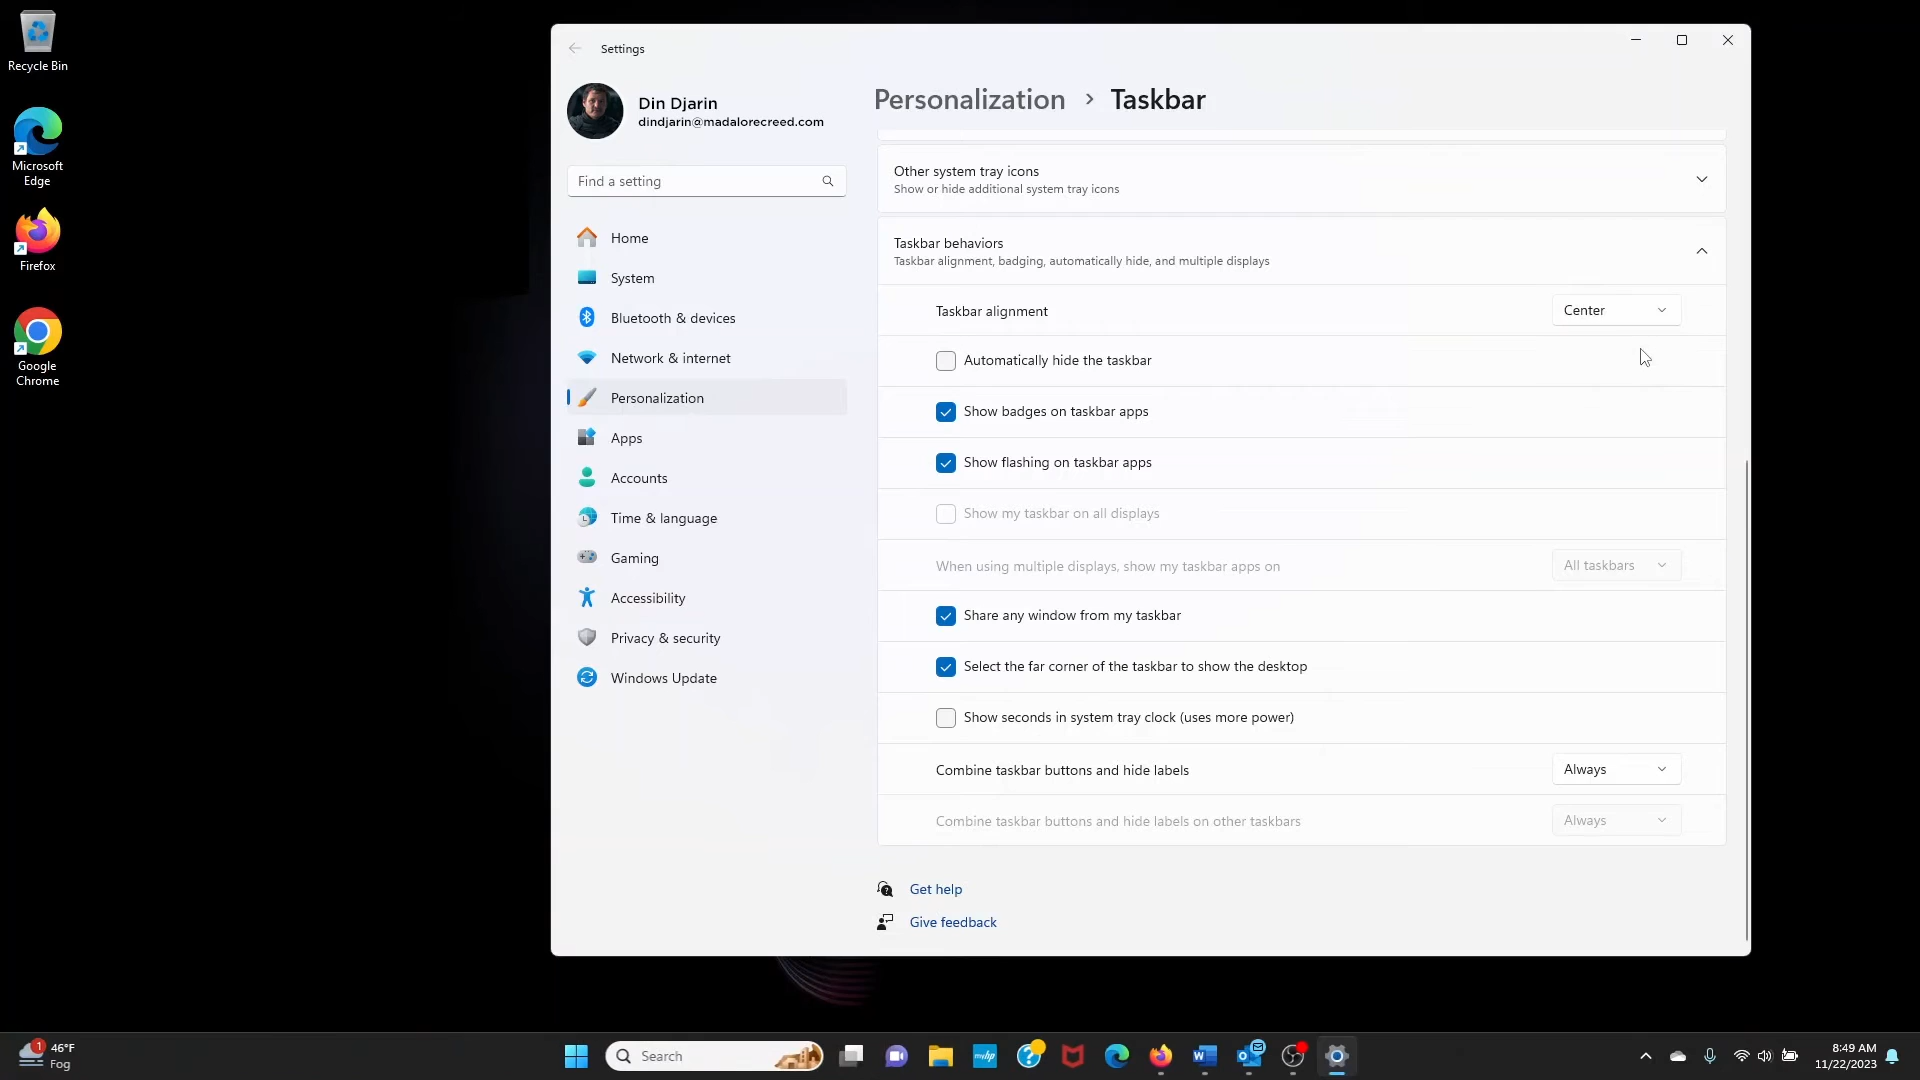 Recycle Bin
Microsoft
Edge
Firefox
Google
Chrome
Settings
Din Djarin
dindjarin@madalorecreed.com
Find a setting
Home
System
Bluetooth & devices
Network & internet
Personalization
Apps
Accounts
Time & language
Gaming
Accessibility
Privacy & security
Windows Update
Personalization > Taskbar
Other system tray icons
Show or hide additional system tray icons
Taskbar behaviors
Taskbar alignment, badging, automatically hide, and multiple displays
Taskbar alignment Center
Automatically hide the taskbar
Show badges on taskbar apps
Show flashing on taskbar apps
Show my taskbar on all displays
When using multiple displays, show my taskbar apps on All taskbars
Share any window from my taskbar
Select the far corner of the taskbar to show the desktop
Show seconds in system tray clock (uses more power)
Combine taskbar buttons and hide labels Always
Combine taskbar buttons and hide labels on other taskbars Always
Get help
Give feedback
1
46°F
Fog
Search
myhp
8:49 AM
11/22/2023